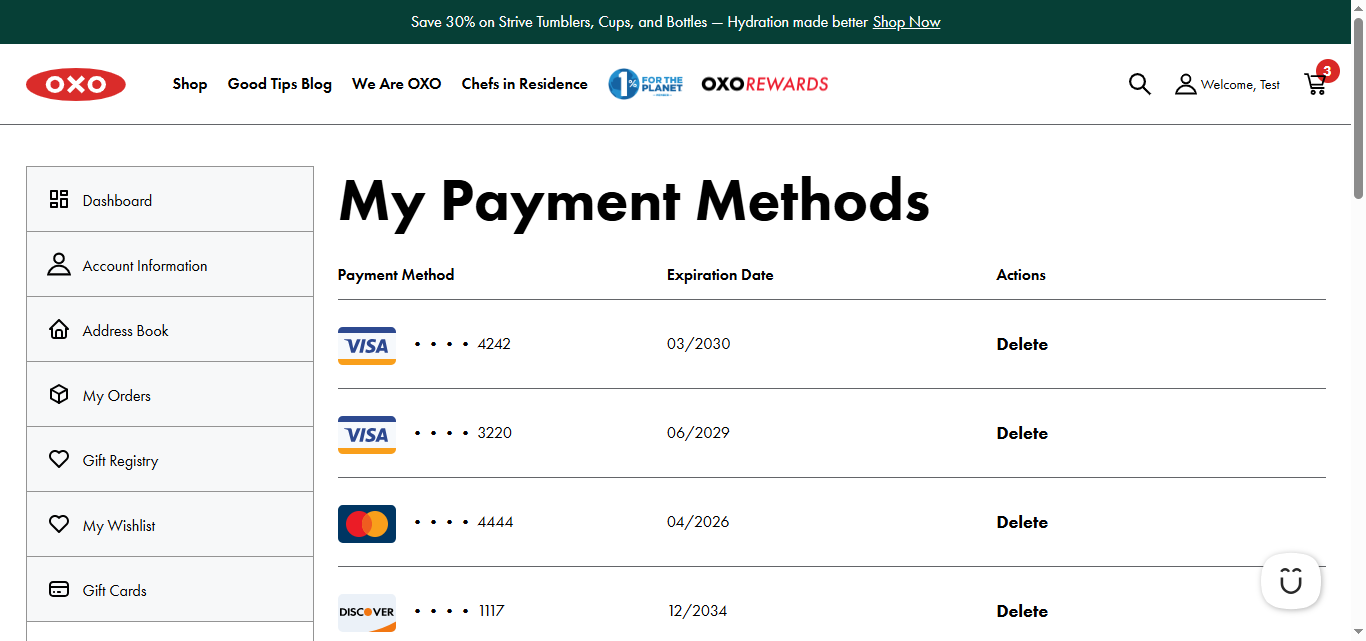 Save 30% on Strive Tumblers, Cups, and Bottles — Hydration made better Shop Now
OXO
Shop
Good Tips Blog
We Are OXO
Chefs in Residence
1% FOR THE PLANET
OXOREWARDS
Welcome, Test
3
Dashboard
Account Information
Address Book
My Orders
Gift Registry
My Wishlist
Gift Cards
My Payment Methods
Payment Method Expiration Date Actions
VISA • • • • 4242 03/2030 Delete
VISA • • • • 3220 06/2029 Delete
• • • • 4444 04/2026 Delete
DISCOVER • • • • 1117 12/2034 Delete